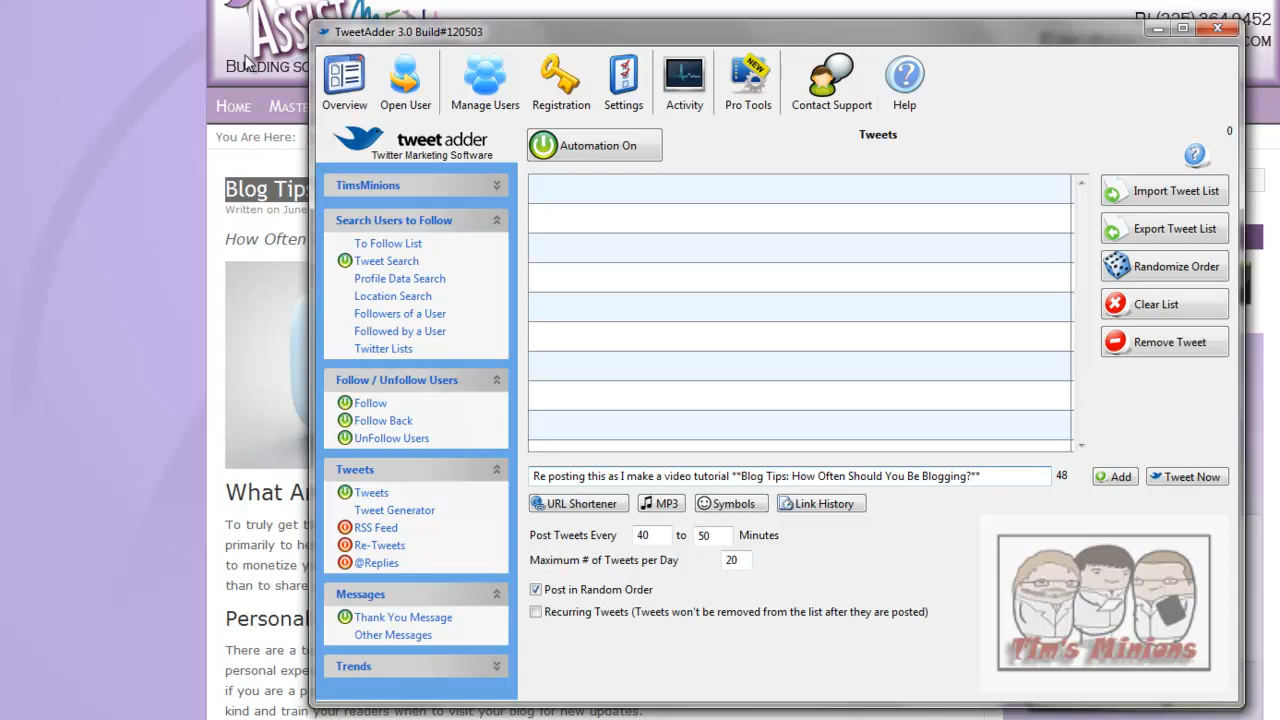 ASSIST
BUILDING SO
364 9452
COM
HOME MASTE
You Are Here:
Blog Tips
Written on June
How Often
What Ar
To truly get t
primarily to he
to monetize y
than to share
Personal
There are a t
personal expe
if you are a p
kind and train your readers when to visit your blog for new updates.
TweetAdder 3.0 Build#120503
Overview Open User Manage Users Registration Settings Activity Pro Tools Contact Support Help
NEW
tweet adder
Twitter Marketing Software
Automation On
Tweets
0
TimsMinions
Search Users to Follow
To Follow List
Tweet Search
Profile Data Search
Location Search
Followers of a User
Followed by a User
Twitter Lists
Follow / Unfollow Users
Follow
Follow Back
UnFollow Users
Tweets
Tweets
Tweet Generator
RSS Feed
Re-Tweets
@Replies
Messages
Thank You Message
Other Messages
Trends
Import Tweet List
Export Tweet List
Randomize Order
Clear List
Remove Tweet
Re posting this as I make a video tutorial **Blog Tips: How Often Should You Be Blogging?** 48 Add Tweet Now
URL Shortener MP3 Symbols Link History
Post Tweets Every 40 to 50 Minutes
Maximum # of Tweets per Day 20
Post in Random Order
Recurring Tweets (Tweets won't be removed from the list after they are posted)
Tim's Minions